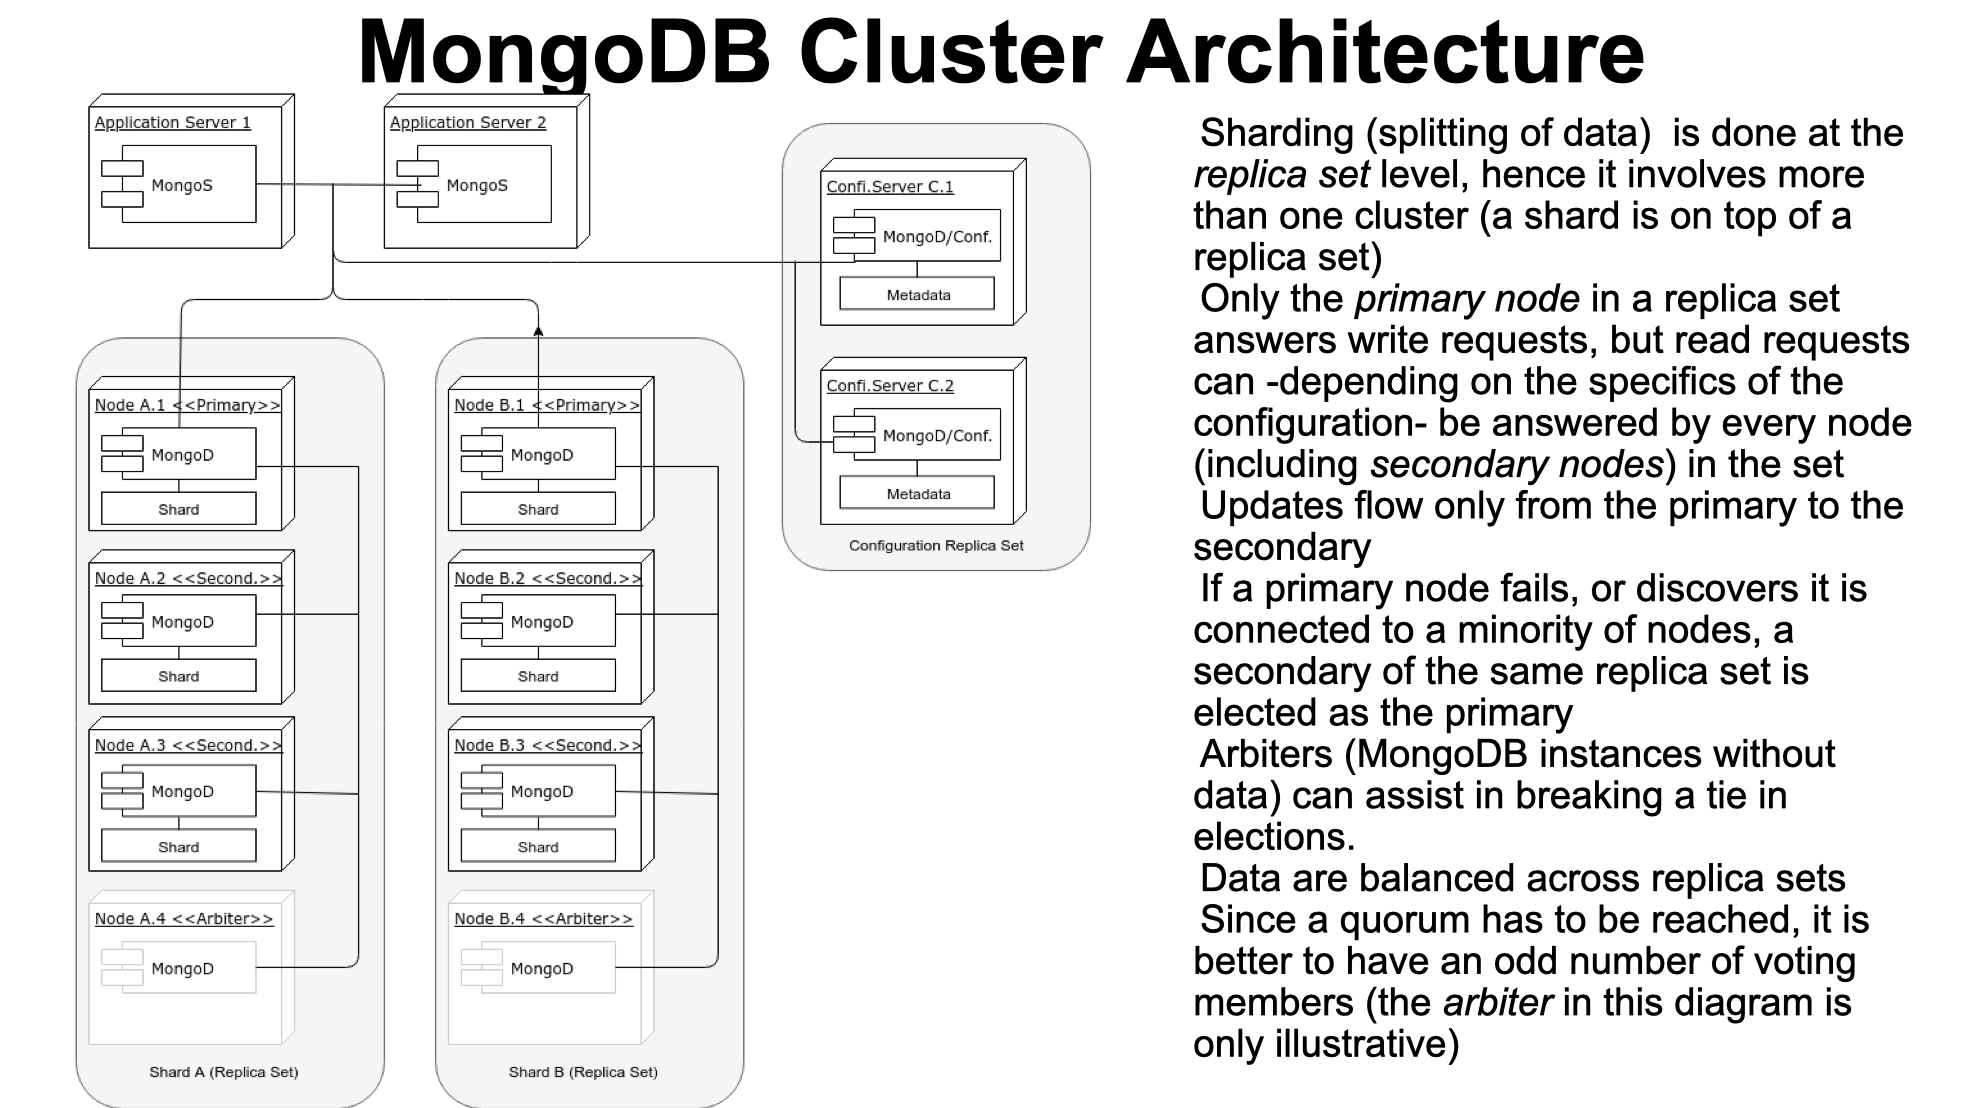 MongoDB Cluster Architecture
Application Server 1
MongoS
Application Server 2
MongoS
Confi.Server C.1
MongoD/Conf.
Metadata
Confi.Server C.2
MongoD/Conf.
Metadata
Configuration Replica Set
Node A.1 <<Primary>>
MongoD
Shard
Node A.2 <<Second.>>
MongoD
Shard
Node A.3 <<Second.>>
MongoD
Shard
Node A.4 <<Arbiter>>
MongoD
Shard A (Replica Set)
Node B.1 <<Primary>>
MongoD
Shard
Node B.2 <<Second.>>
MongoD
Shard
Node B.3 <<Second.>>
MongoD
Shard
Node B.4 <<Arbiter>>
MongoD
Shard B (Replica Set)
Sharding (splitting of data)  is done at the
replica set level, hence it involves more
than one cluster (a shard is on top of a
replica set)
Only the primary node in a replica set
answers write requests, but read requests
can -depending on the specifics of the
configuration- be answered by every node
(including secondary nodes) in the set
Updates flow only from the primary to the
secondary
If a primary node fails, or discovers it is
connected to a minority of nodes, a
secondary of the same replica set is
elected as the primary
Arbiters (MongoDB instances without
data) can assist in breaking a tie in
elections.
Data are balanced across replica sets
Since a quorum has to be reached, it is
better to have an odd number of voting
members (the arbiter in this diagram is
only illustrative)